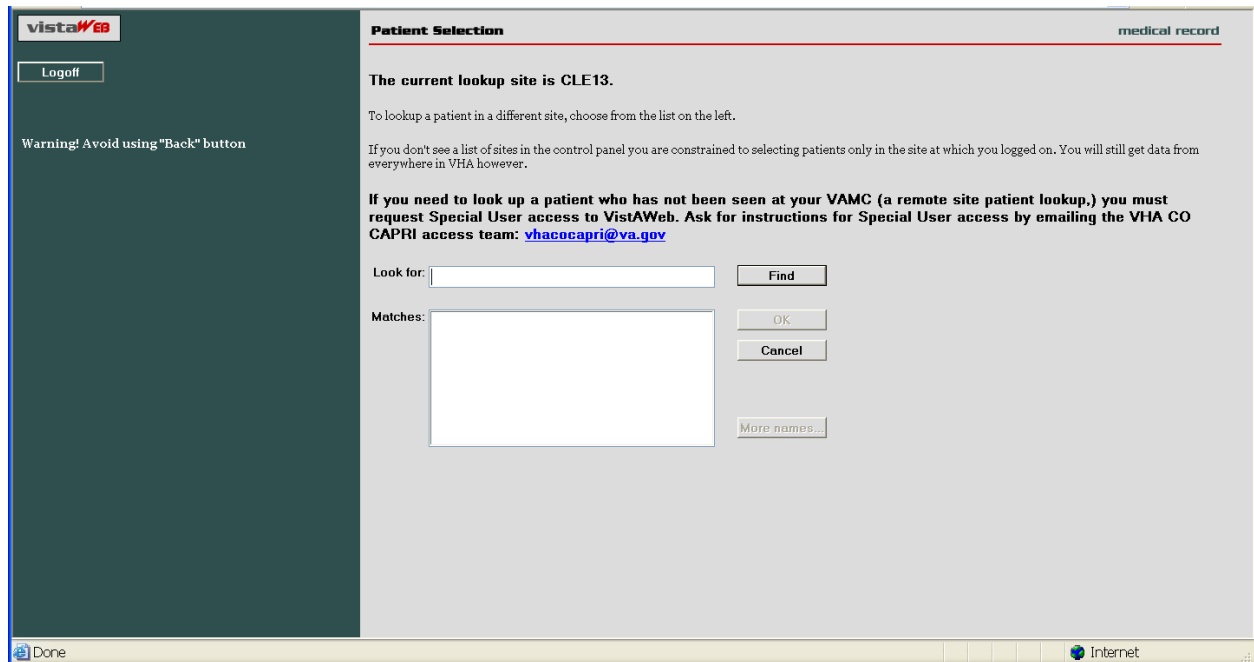 vistaWEB
Logoff
Warning! Avoid using "Back" button
Patient Selection
medical record
The current lookup site is CLE13.
To lookup a patient in a different site, choose from the list on the left.
If you don't see a list of sites in the control panel you are constrained to selecting patients only in the site at which you logged on. You will still get data from
everywhere in VHA however.
If you need to look up a patient who has not been seen at your VAMC (a remote site patient lookup,) you must
request Special User access to VistAWeb. Ask for instructions for Special User access by emailing the VHA CO
CAPRI access team: vhacocapri@va.gov
Look for:
Find
Matches:
OK
Cancel
More names...
Done
Internet